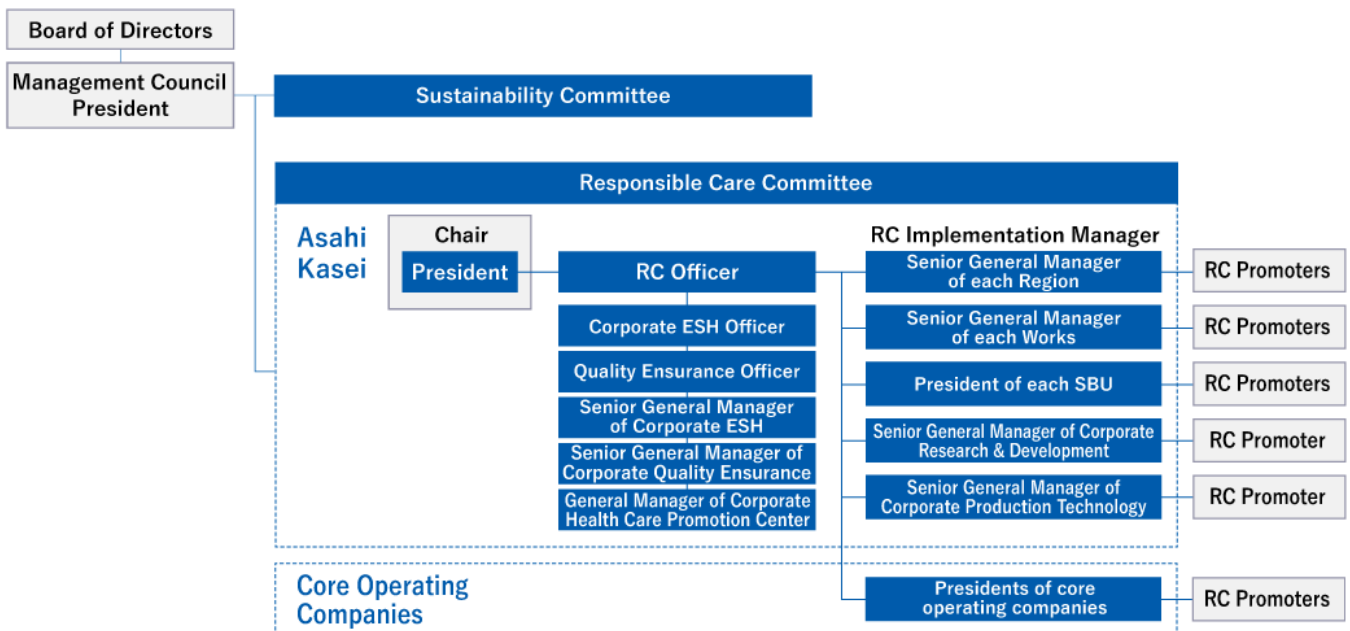 Board of Directors
Management Council
President
Sustainability Committee
Responsible Care Committee
Asahi
Kasei
Chair
President
RC Officer
Corporate ESH Officer
Quality Ensurance Officer
Senior General Manager
of Corporate ESH
Senior General Manager of
Corporate Quality Ensurance
General Manager of Corporate
Health Care Promotion Center
RC Implementation Manager
Senior General Manager
of each Region
RC Promoters
Senior General Manager
of each Works
RC Promoters
President of each SBU
RC Promoters
Senior General Manager of Corporate
Research & Development
RC Promoter
Senior General Manager of
Corporate Production Technology
RC Promoter
Core Operating
Companies
Presidents of core
operating companies
RC Promoters